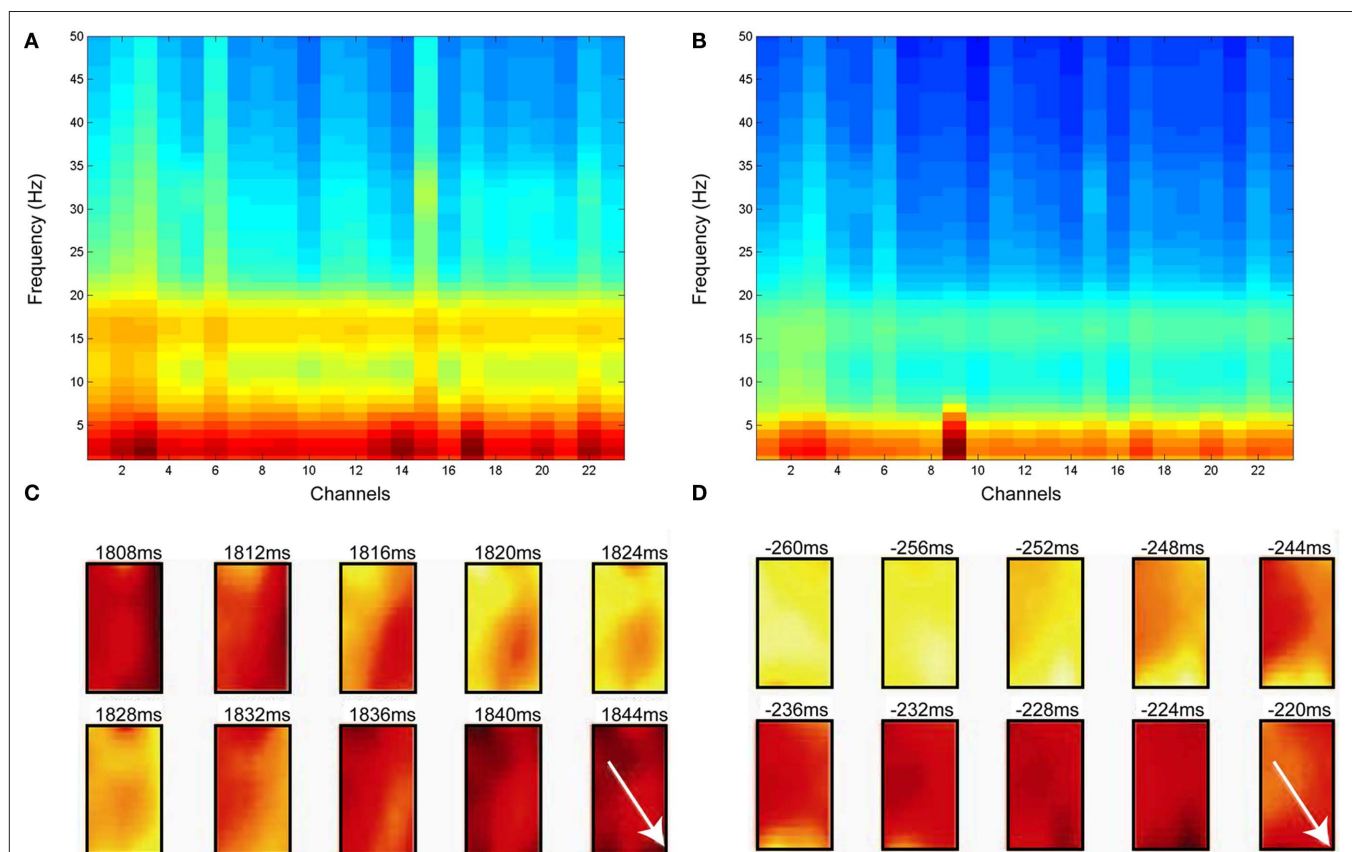 A
50
45
40
35
30
25
20
15
10
5
Frequency (Hz)
2 4 6 8 10 12 14 16 18 20 22
Channels
B
50
45
40
35
30
25
20
15
10
5
Frequency (Hz)
2 4 6 8 10 12 14 16 18 20 22
Channels
C
1808ms 1812ms 1816ms 1820ms 1824ms
1828ms 1832ms 1836ms 1840ms 1844ms
D
-260ms -256ms -252ms -248ms -244ms
-236ms -232ms -228ms -224ms -220ms